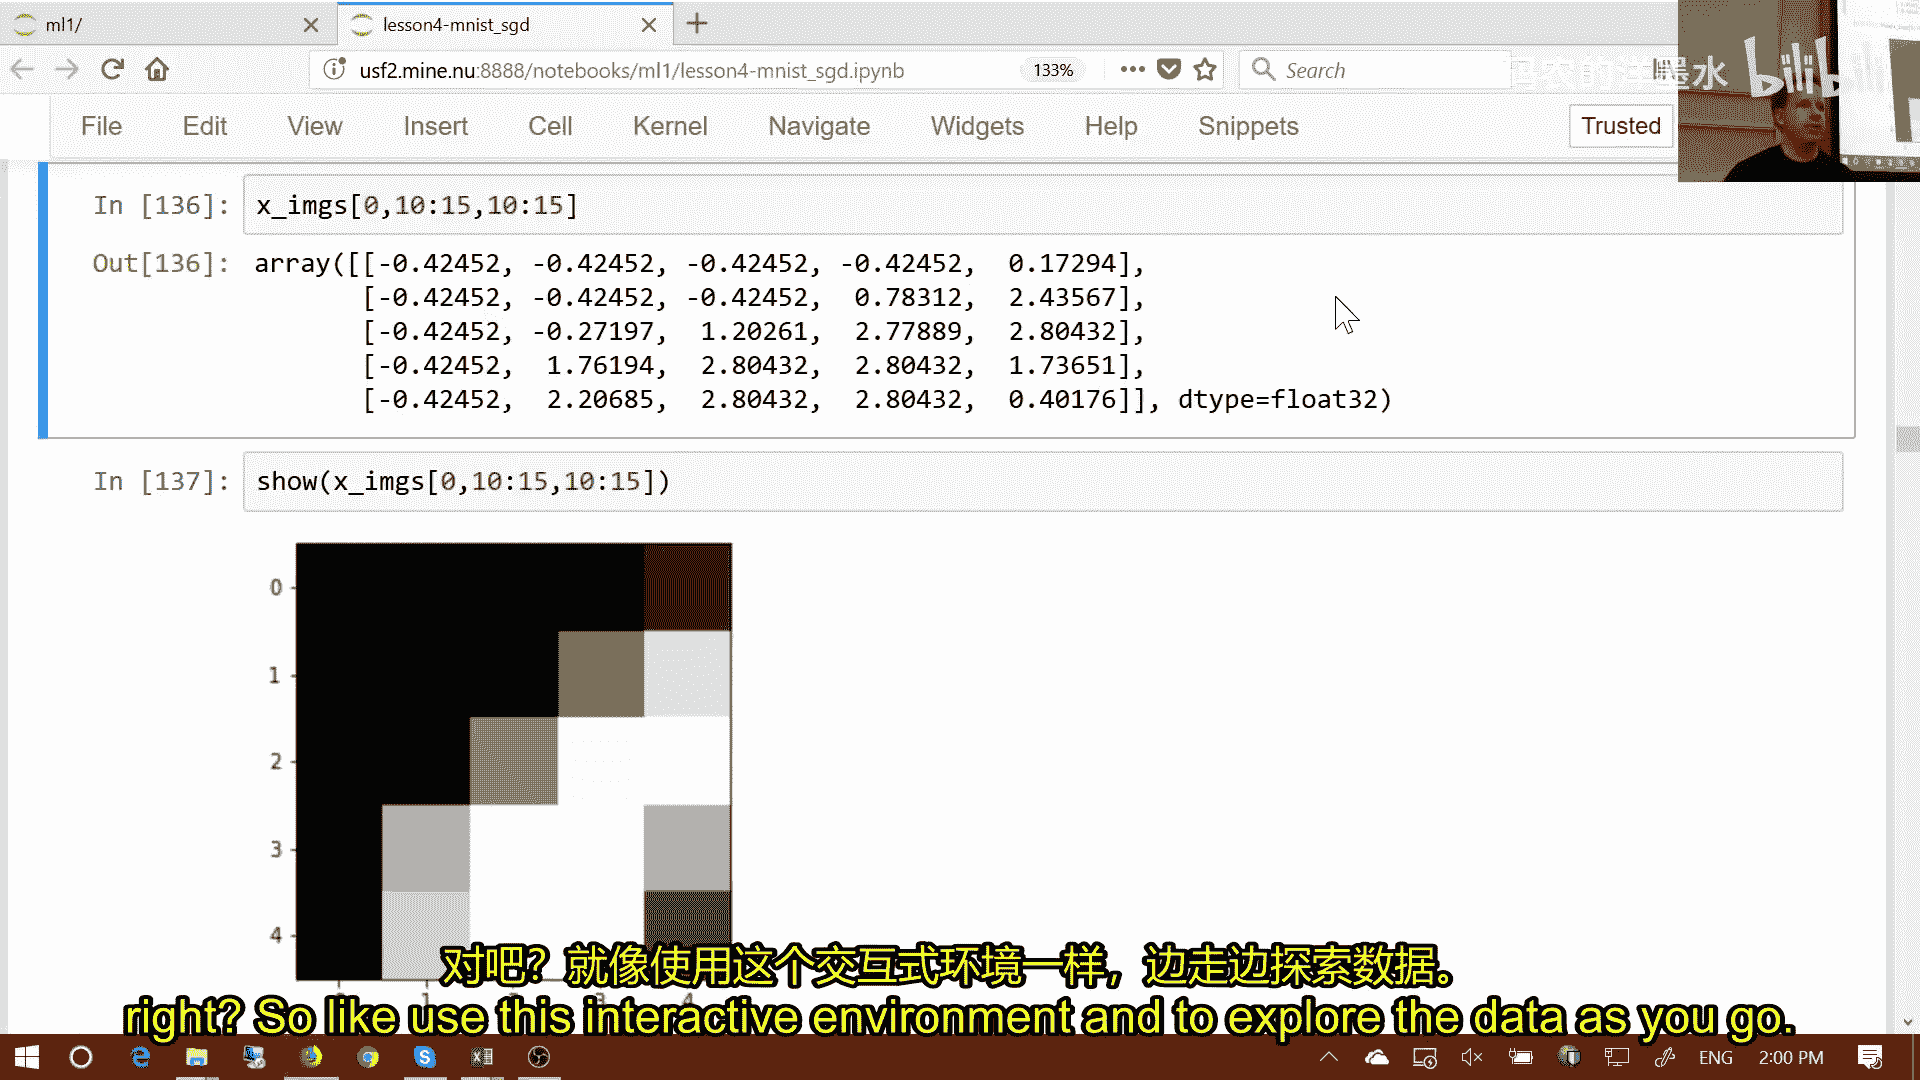 ml1/
lesson4-mnist_sgd
usf2.mine.nu:8888/notebooks/ml1/lesson4-mnist_sgd.ipynb
133%
Search
的注墨水
bilibili
File Edit View Insert Cell Kernel Navigate Widgets Help Snippets
Trusted
In [136]: x_imgs[0,10:15,10:15]
Out[136]: array([[-0.42452, -0.42452, -0.42452, -0.42452,  0.17294],
[-0.42452, -0.42452, -0.42452,  0.78312,  2.43567],
[-0.42452, -0.27197,  1.20261,  2.77889,  2.80432],
[-0.42452,  1.76194,  2.80432,  2.80432,  1.73651],
[-0.42452,  2.20685,  2.80432,  2.80432,  0.40176]], dtype=float32)
In [137]: show(x_imgs[0,10:15,10:15])
0
1
2
3
4
对吧？就像使用这个交互式环境一样，边走边探索数据。
right? So like use this interactive environment and to explore the data as you go.
ENG
2:00 PM